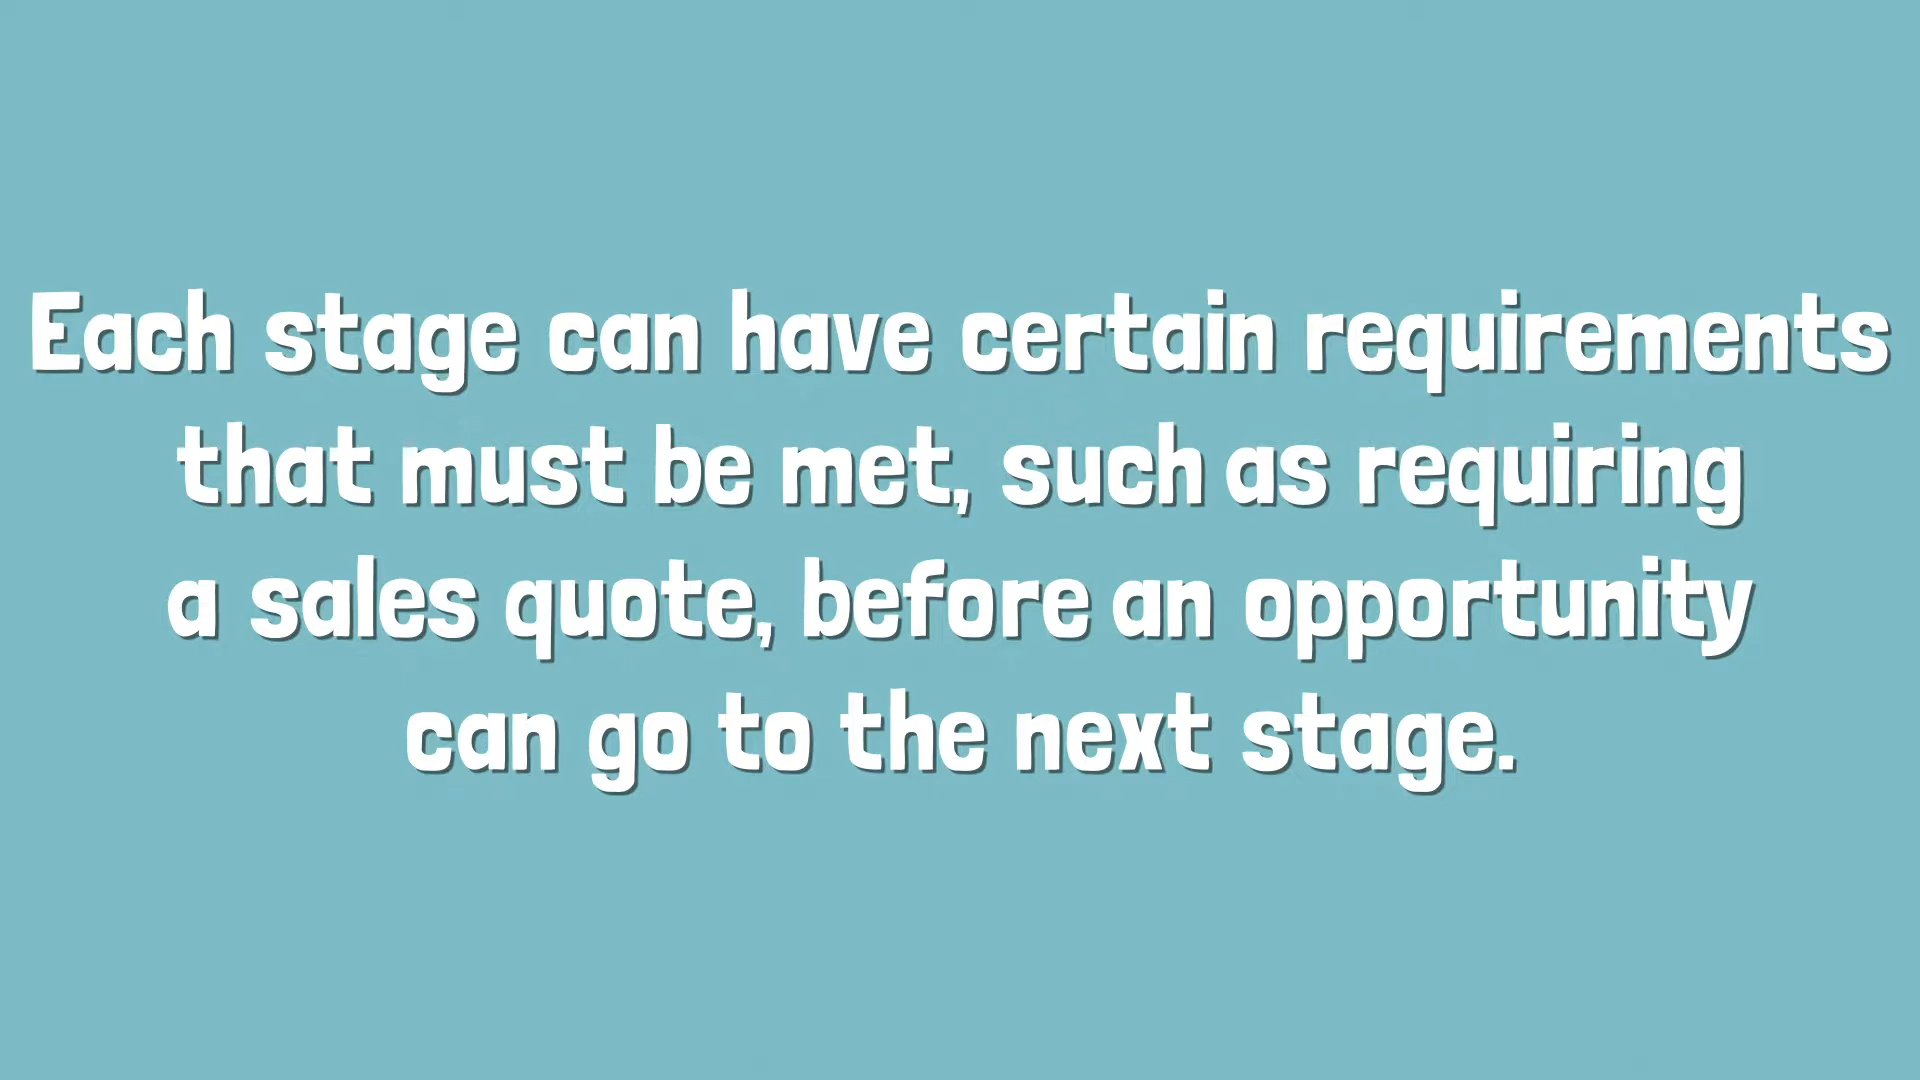 Each stage can have certain requirements
that must be met, such as requiring
a sales quote, before an opportunity
can go to the next stage.